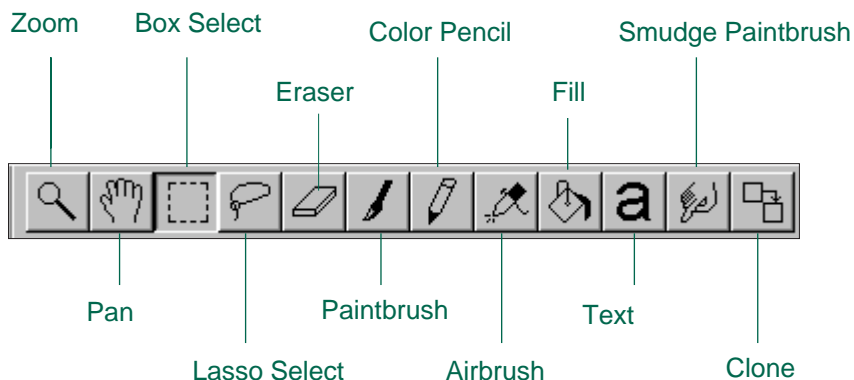 Zoom
Box Select
Color Pencil
Smudge Paintbrush
Eraser
Fill
a
Pan
Paintbrush
Text
Lasso Select
Airbrush
Clone